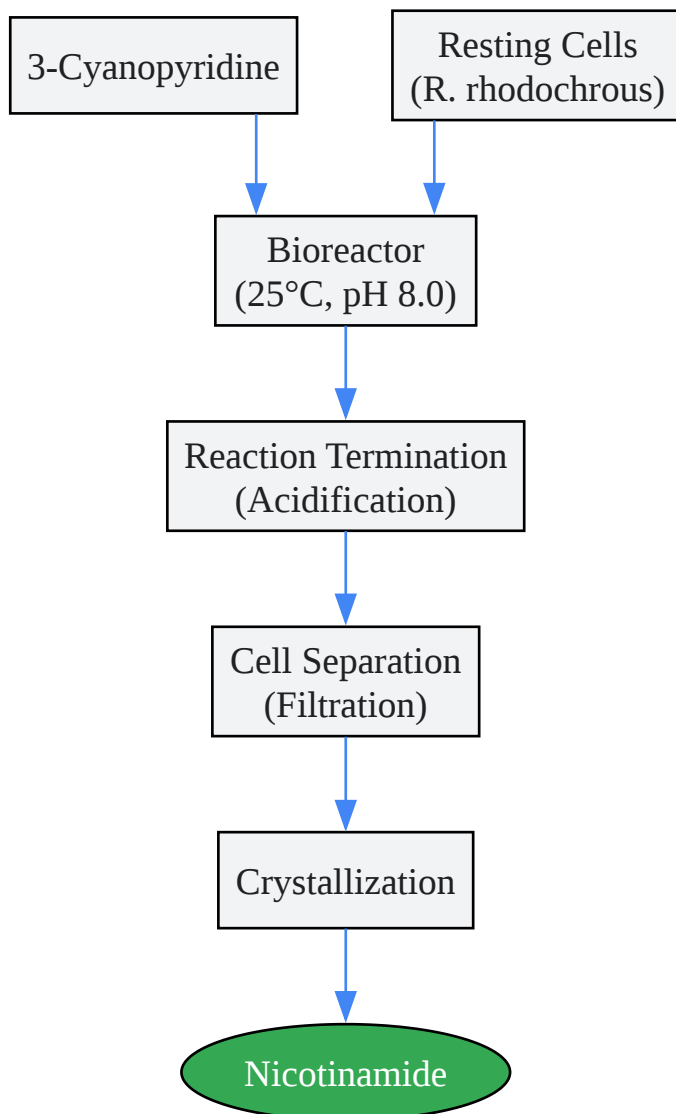 3-Cyanopyridine
Resting Cells
(R. rhodochrous)
Bioreactor
(25°C, pH 8.0)
Reaction Termination
(Acidification)
Cell Separation
(Filtration)
Crystallization
Nicotinamide